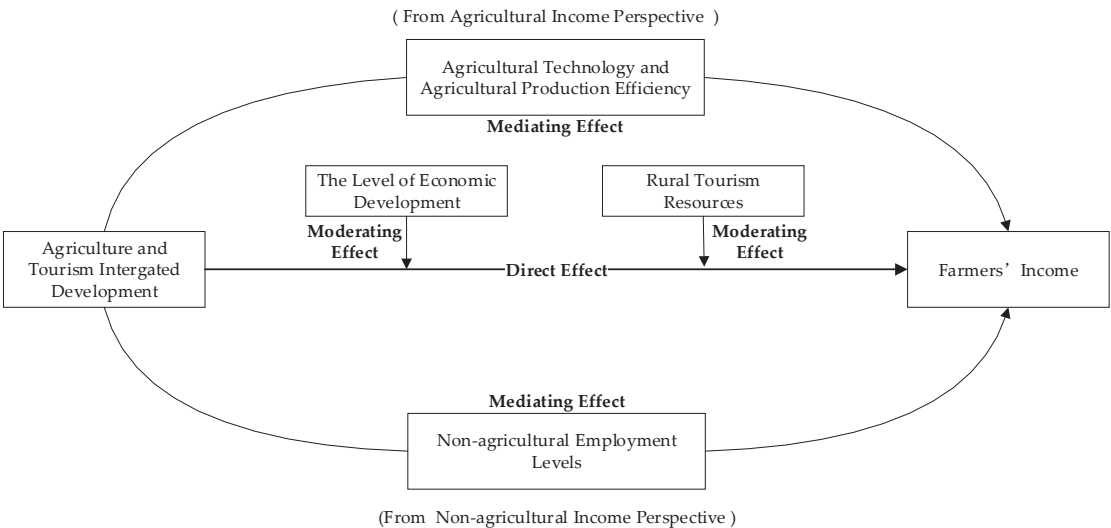 ( From Agricultural Income Perspective )
Agricultural Technology and
Agricultural Production Efficiency
Mediating Effect
The Level of Economic
Development
Rural Tourism
Resources
Moderating
Effect
Moderating
Effect
Agriculture and
Tourism Intergated
Development
Direct Effect
Farmers’ Income
Mediating Effect
Non-agricultural Employment
Levels
(From Non-agricultural Income Perspective )